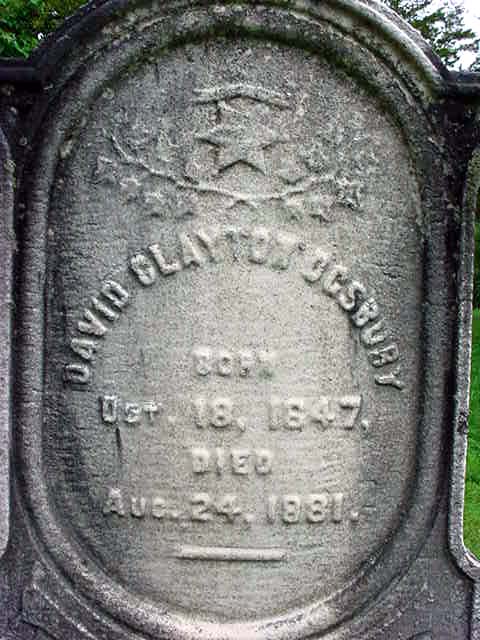 DAVID CLAYTON OGSBURY
BORN
OCT. 18, 1847,
DIED
AUG. 24, 1881.